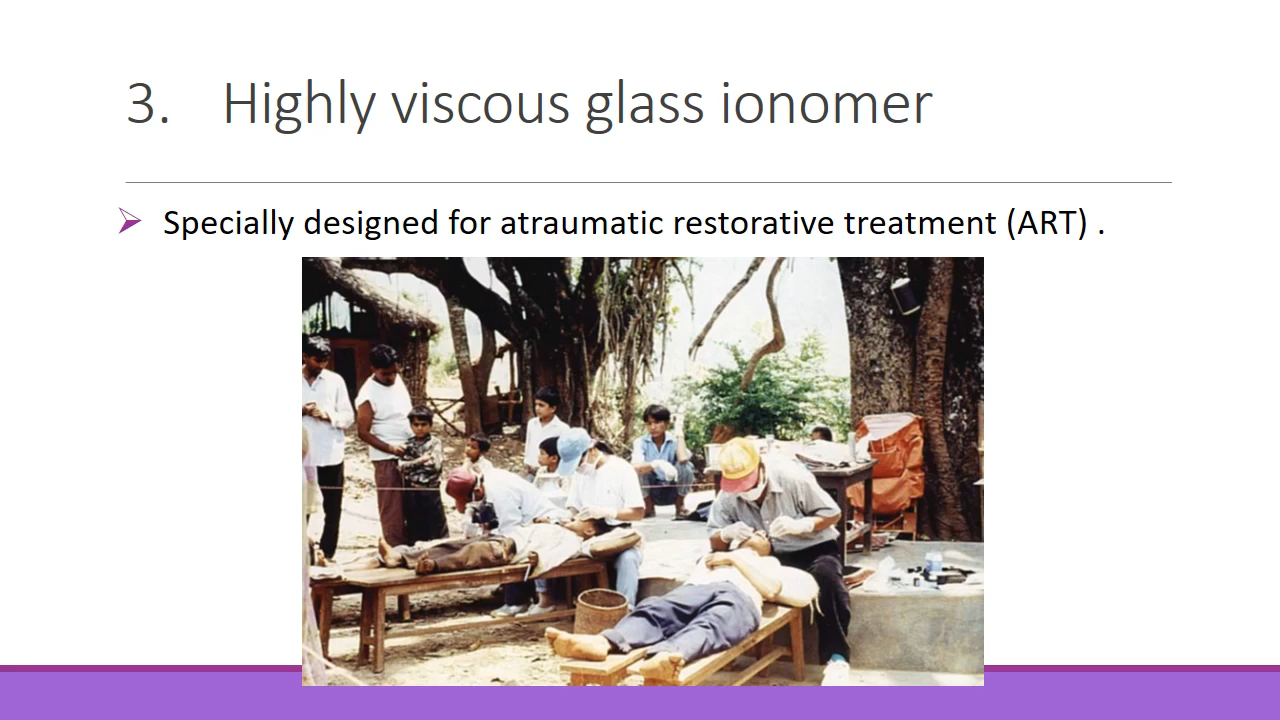 3. Highly viscous glass ionomer
Specially designed for atraumatic restorative treatment (ART) .